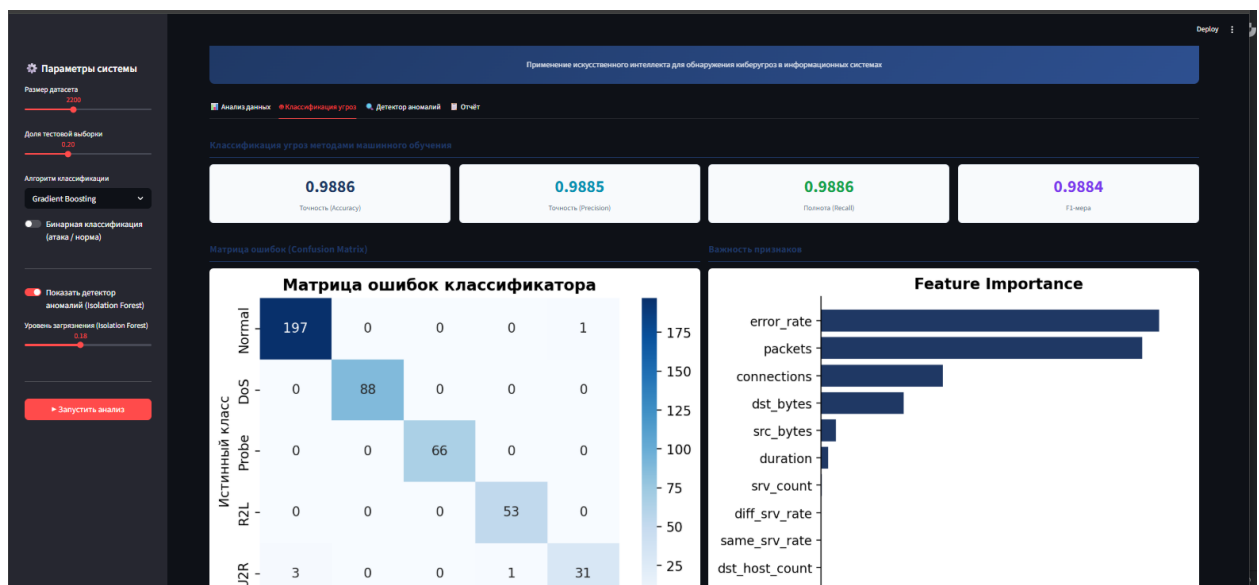 Deploy
Параметры системы
Размер датасета
2200
Доля тестовой выборки
0.20
Алгоритм классификации
Gradient Boosting
Бинарная классификация
(атака / норма)
Показать детектор
аномалий (Isolation Forest)
Уровень загрязнения (Isolation Forest)
0.18
Запустить анализ
Применение искусственного интеллекта для обнаружения киберугроз в информационных системах
Анализ данных Классификация угроз Детектор аномалий Отчёт
Классификация угроз методами машинного обучения
0.9886
Точность (Accuracy)
0.9885
Точность (Precision)
0.9886
Полнота (Recall)
0.9884
F1-мера
Матрица ошибок (Confusion Matrix)
Матрица ошибок классификатора
Истинный класс
Normal 197 0 0 0 1
DoS 0 88 0 0 0
Probe 0 0 66 0 0
R2L 0 0 0 53 0
U2R 3 0 0 1 31
175
150
125
100
75
50
25
Важность признаков
Feature Importance
error_rate
packets
connections
dst_bytes
src_bytes
duration
srv_count
diff_srv_rate
same_srv_rate
dst_host_count